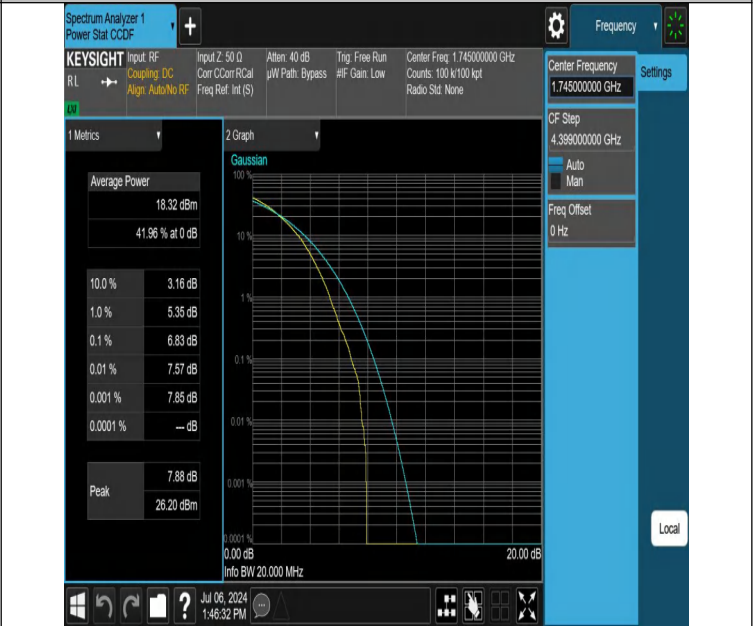 Spectrum Analyzer 1
Power Stat CCDF
+
Frequency
KEYSIGHT
RL
LXI
Input: RF
Coupling: DC
Align: Auto/No RF
Input Z: 50 Ω
Corr CCorr RCal
Freq Ref: Int (S)
Atten: 40 dB
µW Path: Bypass
Trig: Free Run
#IF Gain: Low
Center Freq: 1.745000000 GHz
Counts: 100 k/100 kpt
Radio Std: None
Center Frequency
1.745000000 GHz
Settings
CF Step
4.399000000 GHz
Auto
Man
Freq Offset
0 Hz
1 Metrics
Average Power
18.32 dBm
41.96 % at 0 dB
10.0 % 3.16 dB
1.0 % 5.35 dB
0.1 % 6.83 dB
0.01 % 7.57 dB
0.001 % 7.85 dB
0.0001 % --- dB
Peak
7.88 dB
26.20 dBm
2 Graph
Gaussian
100 %
10 %
1 %
0.1 %
0.01 %
0.001 %
0.0001 %
0.00 dB 20.00 dB
Info BW 20.000 MHz
Local
?
Jul 06, 2024
1:46:32 PM